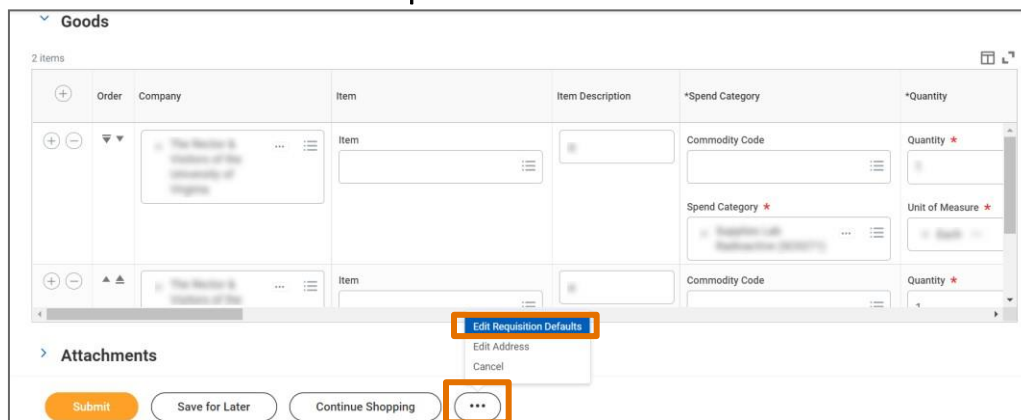 Goods
2 items
Order Company Item Item Description *Spend Category *Quantity
Item Commodity Code Quantity *
Spend Category * Unit of Measure *
Item Commodity Code Quantity *
Edit Requisition Defaults
Edit Address
Cancel
Attachments
Submit Save for Later Continue Shopping ...